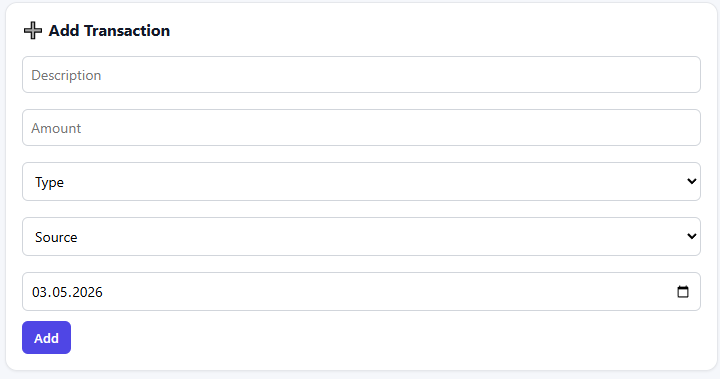 ➕ Add Transaction
Description
Amount
Type
Source
03.05.2026
Add